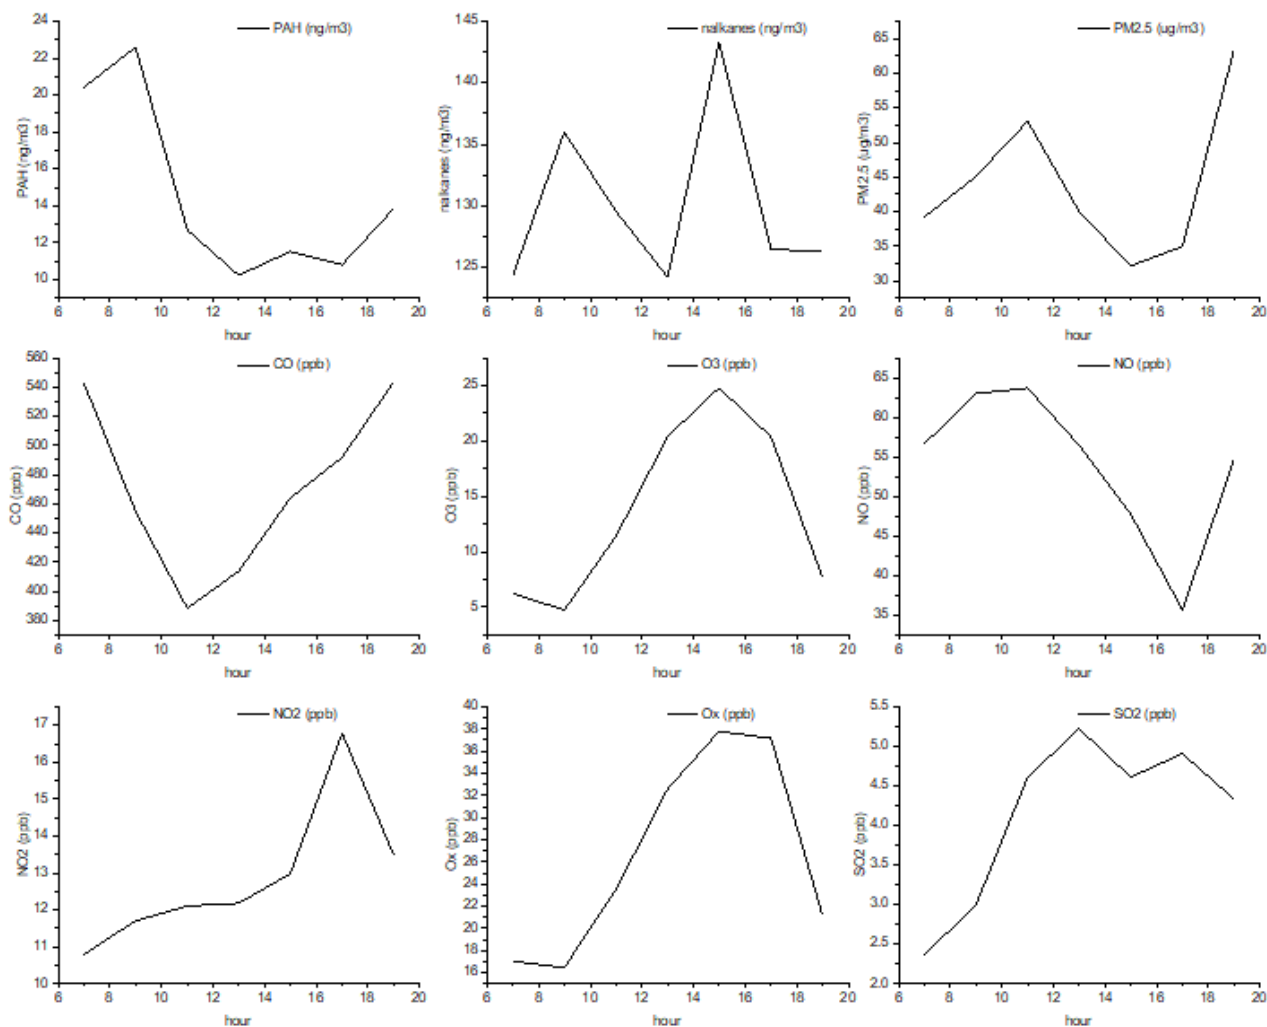 PAH (ng/m3)
24
22
20
18
16
14
12
10
PAH (ng/m3)
6 8 10 12 14 16 18 20
hour
nalkanes (ng/m3)
145
140
135
130
125
nalkanes (ng/m3)
6 8 10 12 14 16 18 20
hour
PM2.5 (ug/m3)
65
60
55
50
45
40
35
30
PM2.5 (ug/m3)
6 8 10 12 14 16 18 20
hour
CO (ppb)
560
540
520
500
480
460
440
420
400
380
CO (ppb)
6 8 10 12 14 16 18 20
hour
O3 (ppb)
25
20
15
10
5
O3 (ppb)
6 8 10 12 14 16 18 20
hour
NO (ppb)
65
60
55
50
45
40
35
NO (ppb)
6 8 10 12 14 16 18 20
hour
NO2 (ppb)
17
16
15
14
13
12
11
10
NO2 (ppb)
6 8 10 12 14 16 18 20
hour
Ox (ppb)
40
38
36
34
32
30
28
26
24
22
20
18
16
Ox (ppb)
6 8 10 12 14 16 18 20
hour
SO2 (ppb)
5.5
5.0
4.5
4.0
3.5
3.0
2.5
2.0
SO2 (ppb)
6 8 10 12 14 16 18 20
hour